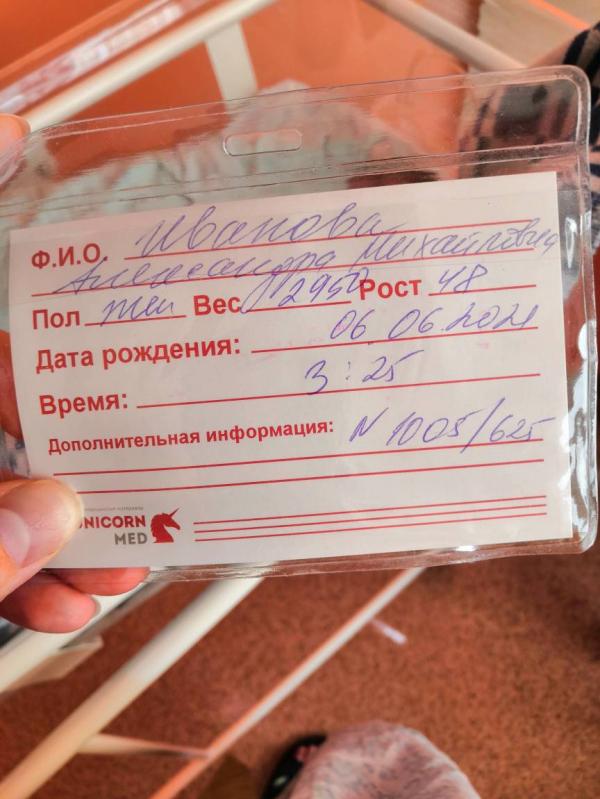 Ф.И.О. Иванова
Александра Михайловна
Пол жен Вес 2950 Рост 48
Дата рождения: 06.06.2021
Время: 3:25
Дополнительная информация: N 1005/625
UNICORN
MED